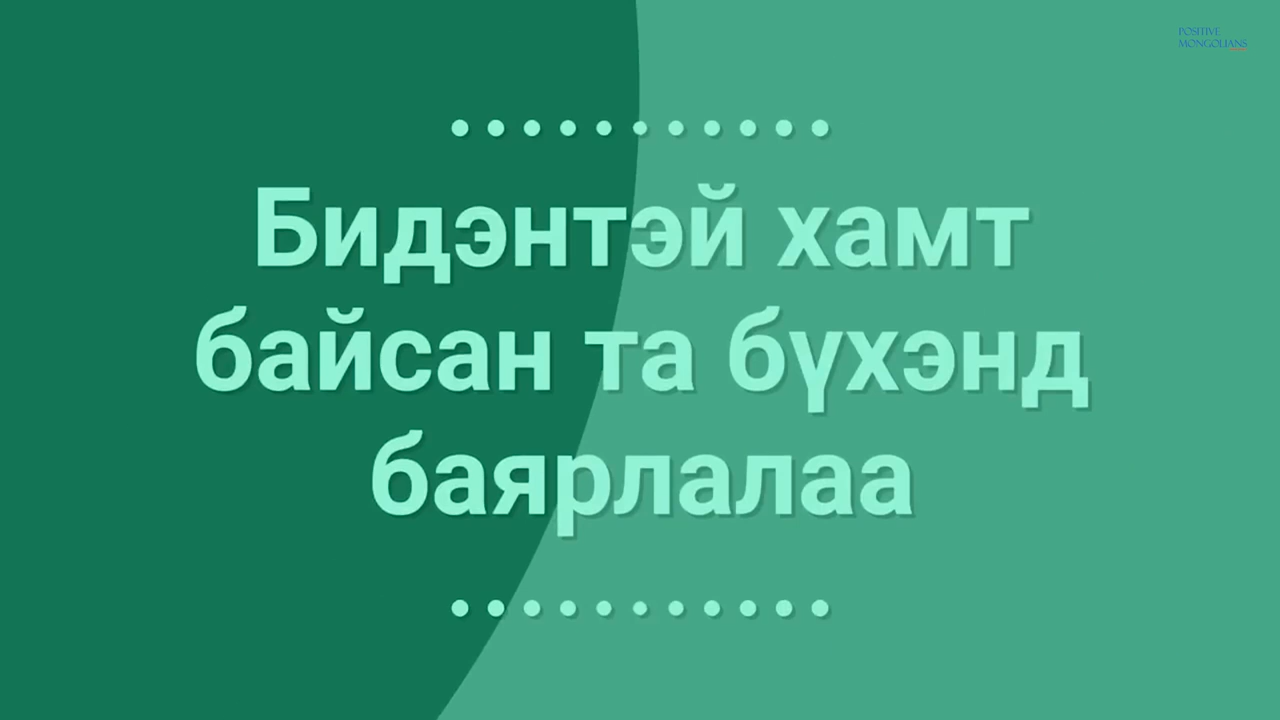 POSITIVE
MONGOLIANS
Бидэнтэй хамт
байсан та бүхэнд
баярлалаа